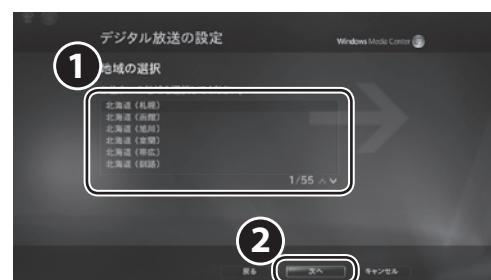 デジタル放送の設定
Windows Media Center
1
地域の選択
北海道（札幌）
北海道（函館）
北海道（旭川）
北海道（室蘭）
北海道（帯広）
北海道（釧路）
1/55
2
戻る
次へ
キャンセル